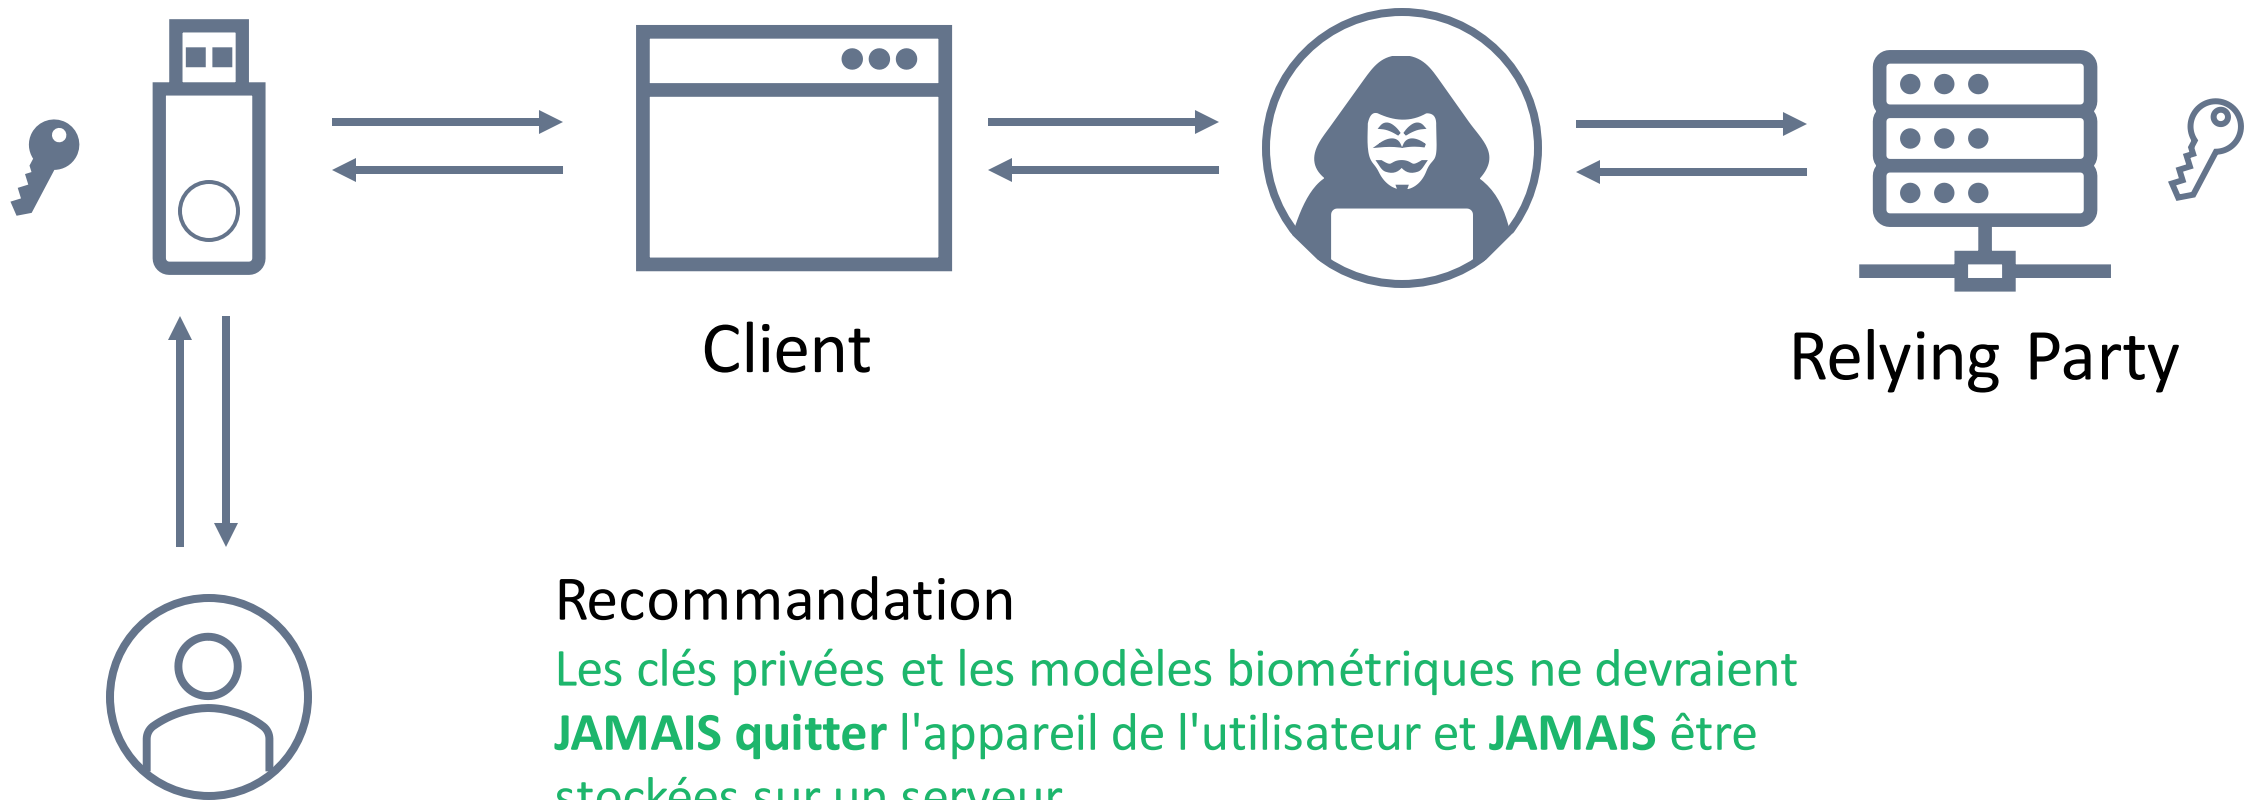 Client
Relying Party
Recommandation
Les clés privées et les modèles biométriques ne devraient
JAMAIS quitter l'appareil de l'utilisateur et JAMAIS être
stockées sur un serveur